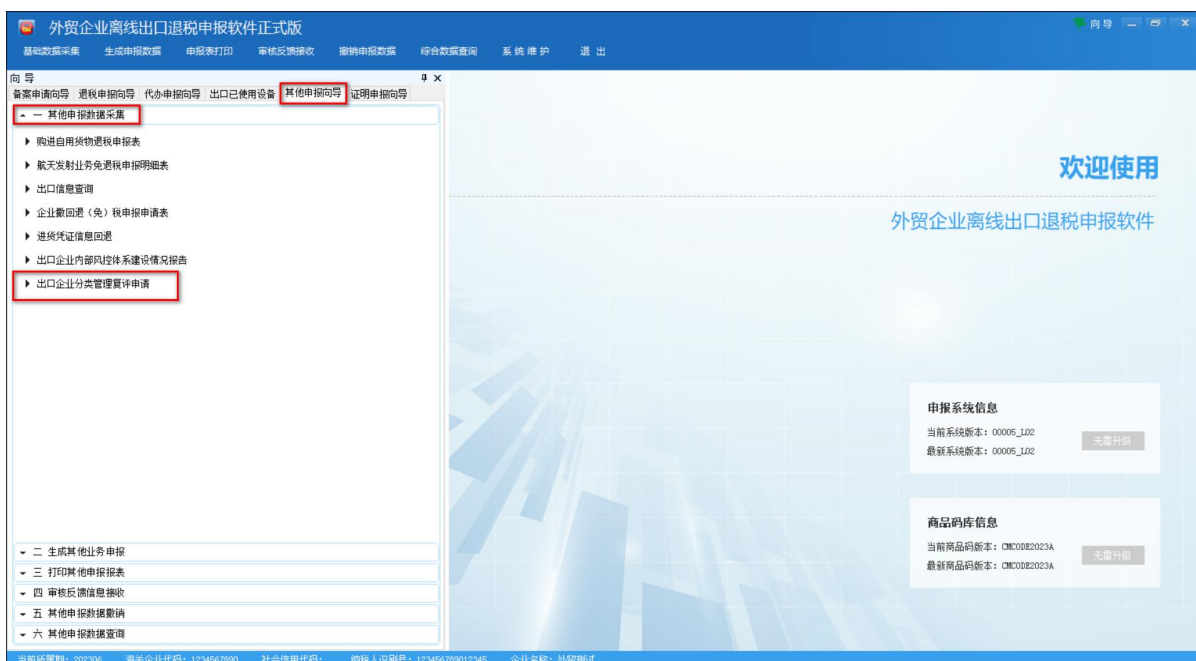 外贸企业离线出口退税申报软件正式版
向导
基础数据采集 生成申报数据 申报表打印 审核反馈接收 撤销申报数据 综合数据查询 系统维护 退出
向导
备案申请向导 退税申报向导 代办申报向导 出口已使用设备 其他申报向导 证明申报向导
一 其他申报数据采集
购进自用货物退税申报表
航天发射业务免退税申报明细表
出口信息查询
企业撤回退（免）税申报申请表
进货凭证信息回退
出口企业内部风控体系建设情况报告
出口企业分类管理复评申请
二 生成其他业务申报
三 打印其他申报报表
四 审核反馈信息接收
五 其他申报数据撤销
六 其他申报数据查询
欢迎使用
外贸企业离线出口退税申报软件
申报系统信息
当前系统版本：00005_L02
最新系统版本：00005_L02
无需升级
商品码库信息
当前商品码版本：CMCODE2023A
最新商品码版本：CMCODE2023A
无需升级
当前所属期：202306 海关企业代码：1234567890 社会信用代码： 纳税人识别号：123456789012345 企业名称：外贸测试